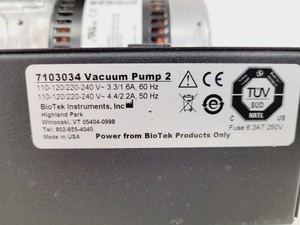 7103034 Vacuum Pump 2
110-120/220-240 V~ 3.3/1.6A, 60 Hz
110-120/220-240 V~ 4.4/2.2A, 50 Hz
BioTek Instruments, Inc
Highland Park
Winooski, VT 05404-0998
Tel: 802-655-4040
Made in USA
TÜV
SÜD
NRTL
C US
Fuse 6.3AT 250V
Power from BioTek Products Only